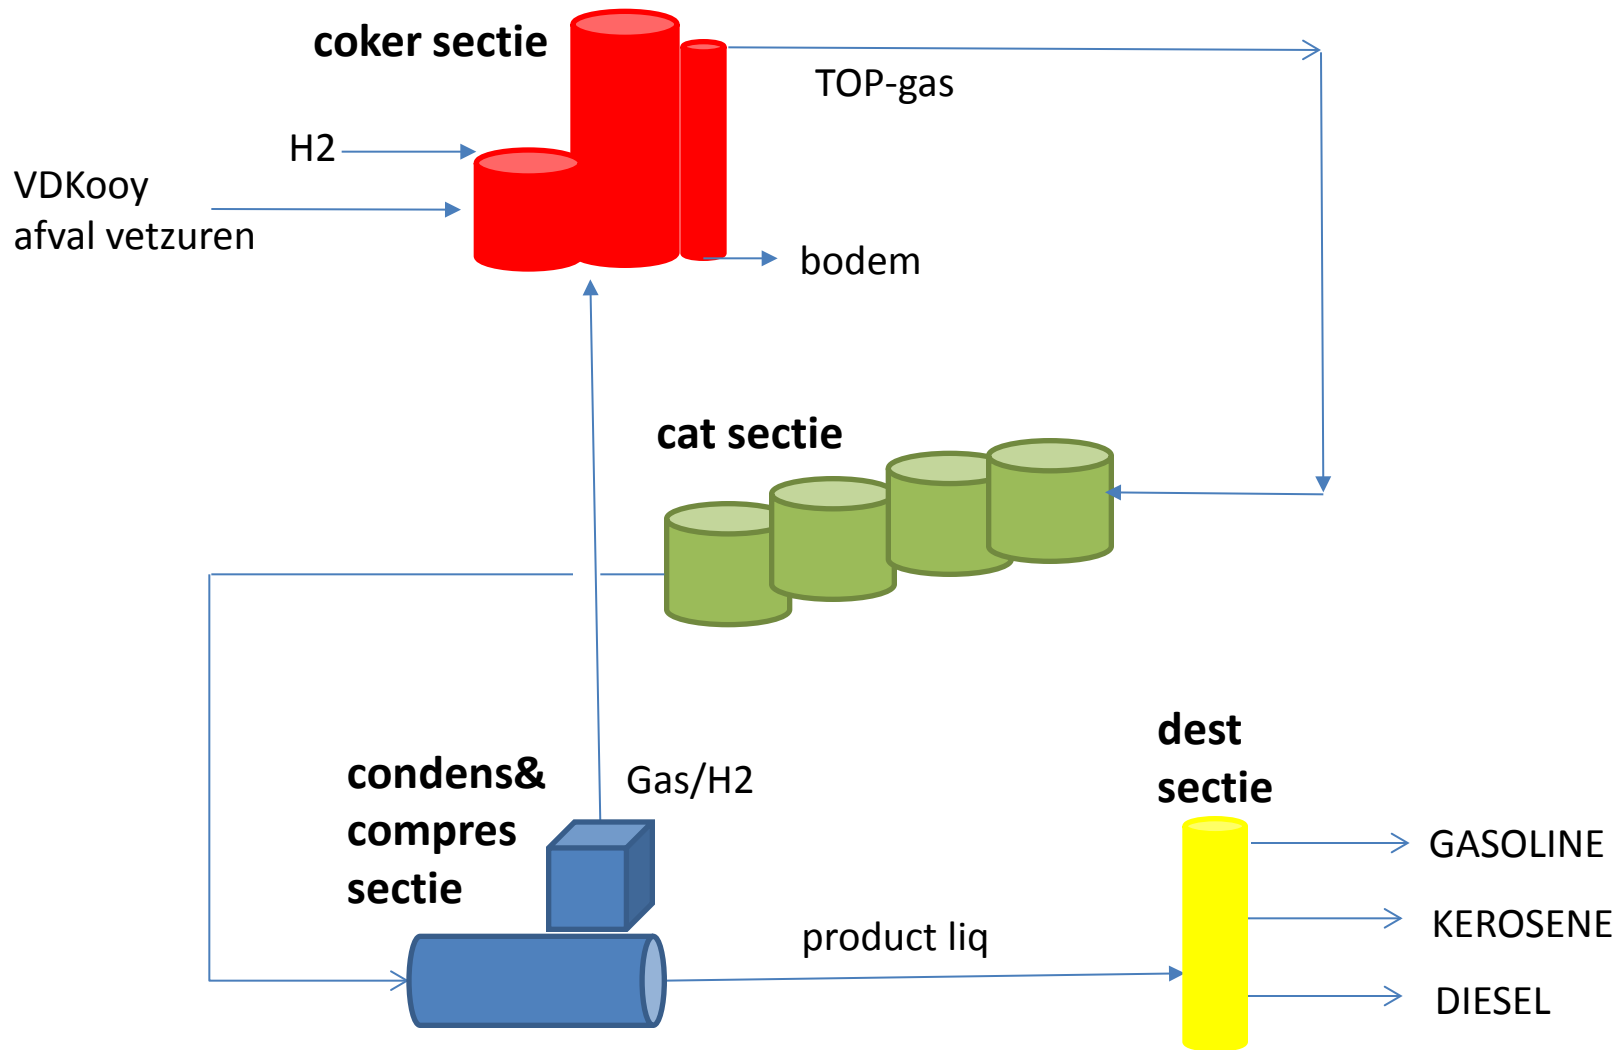 coker sectie
TOP-gas
H2
VDKooy
afval vetzuren
bodem
cat sectie
dest
sectie
condens&
compres
sectie
Gas/H2
GASOLINE
KEROSENE
product liq
DIESEL